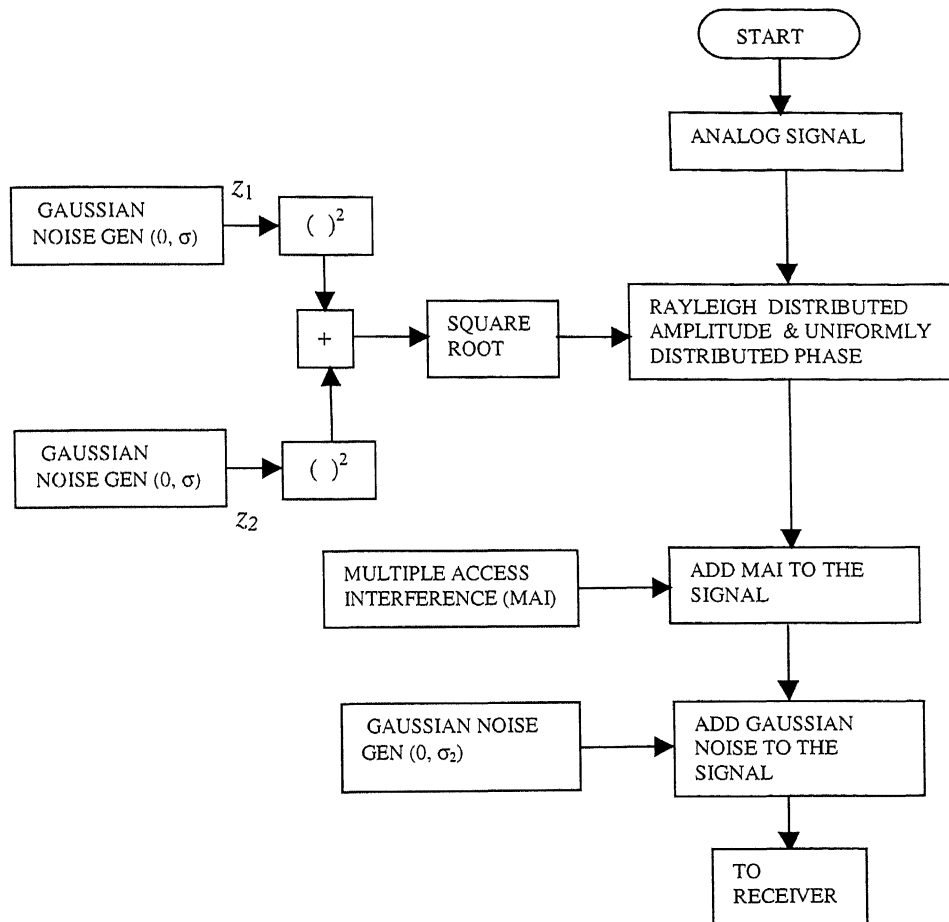 START
ANALOG SIGNAL
z1
GAUSSIAN
NOISE GEN (0, σ)
( )²
RAYLEIGH DISTRIBUTED
AMPLITUDE & UNIFORMLY
DISTRIBUTED PHASE
+
SQUARE
ROOT
GAUSSIAN
NOISE GEN (0, σ)
( )²
z2
MULTIPLE ACCESS
INTERFERENCE (MAI)
ADD MAI TO THE
SIGNAL
GAUSSIAN NOISE
GEN (0, σ₂)
ADD GAUSSIAN
NOISE TO THE
SIGNAL
TO
RECEIVER